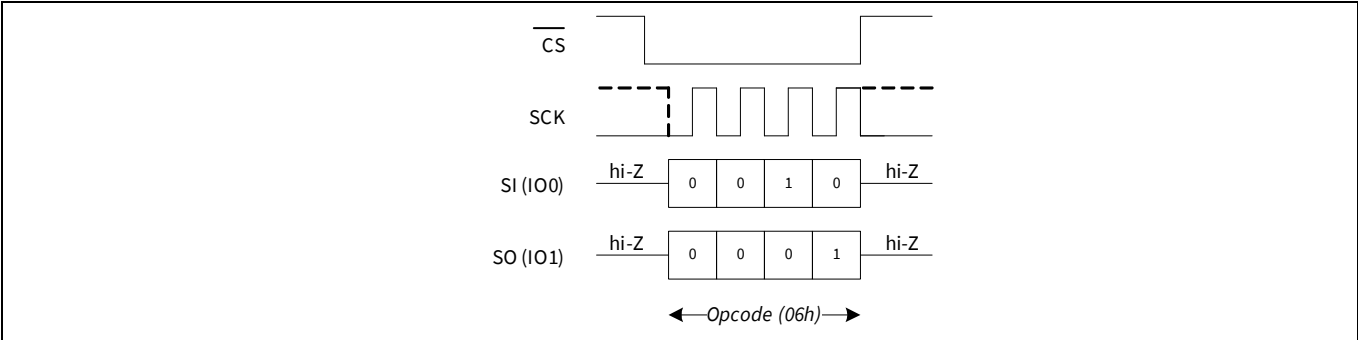 CS
SCK
hi-Z hi-Z
SI (IO0) 0 0 1 0
hi-Z hi-Z
SO (IO1) 0 0 0 1
Opcode (06h)